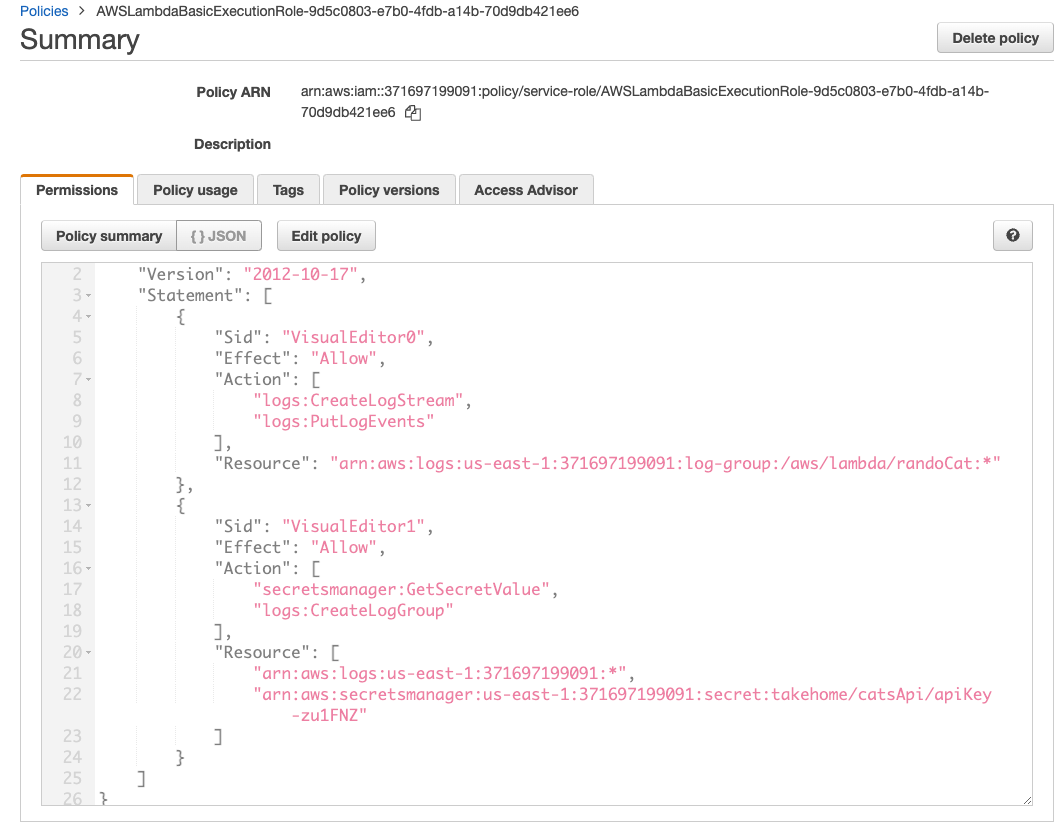 Policies > AWSLambdaBasicExecutionRole-9d5c0803-e7b0-4fdb-a14b-70d9db421ee6
Summary
Delete policy
Policy ARN arn:aws:iam::371697199091:policy/service-role/AWSLambdaBasicExecutionRole-9d5c0803-e7b0-4fdb-a14b-
70d9db421ee6
Description
Permissions Policy usage Tags Policy versions Access Advisor
Policy summary { } JSON Edit policy ?
2 "Version": "2012-10-17",
3 "Statement": [
4 {
5 "Sid": "VisualEditor0",
6 "Effect": "Allow",
7 "Action": [
8 "logs:CreateLogStream",
9 "logs:PutLogEvents"
10 ],
11 "Resource": "arn:aws:logs:us-east-1:371697199091:log-group:/aws/lambda/randoCat:*"
12 },
13 {
14 "Sid": "VisualEditor1",
15 "Effect": "Allow",
16 "Action": [
17 "secretsmanager:GetSecretValue",
18 "logs:CreateLogGroup"
19 ],
20 "Resource": [
21 "arn:aws:logs:us-east-1:371697199091:*",
22 "arn:aws:secretsmanager:us-east-1:371697199091:secret:takehome/catsApi/apiKey
-zu1FNZ"
23 ]
24 }
25 ]
26 }